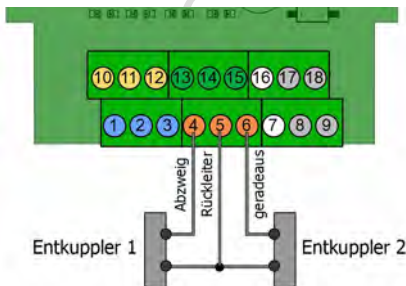 10 11 12 13 14 15 16 17 18
1 2 3 4 5 6 7 8 9
Abzweig
Rückleiter
geradeaus
Entkuppler 1
Entkuppler 2